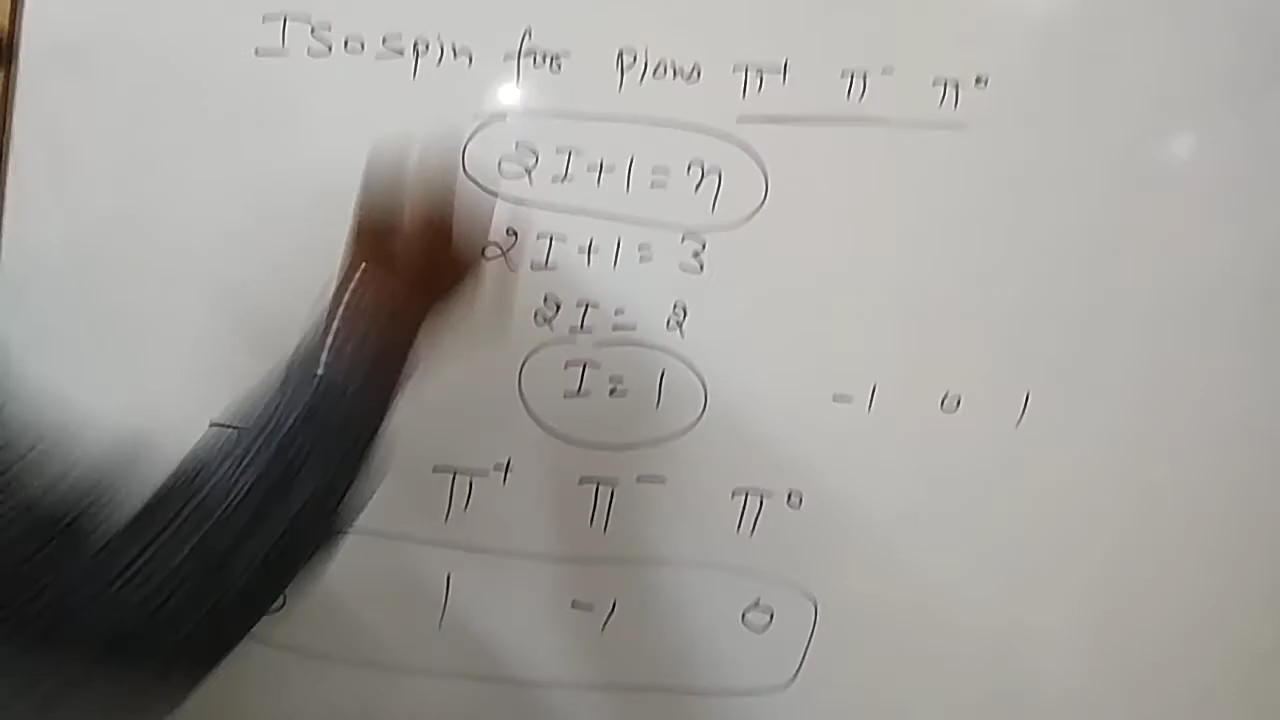 Isospin for pions π⁺ π⁻ π⁰
2I+1=η
2I+1=3
2I=2
I=1
-1 0 1
π⁺ π⁻ π⁰
1 -1 0